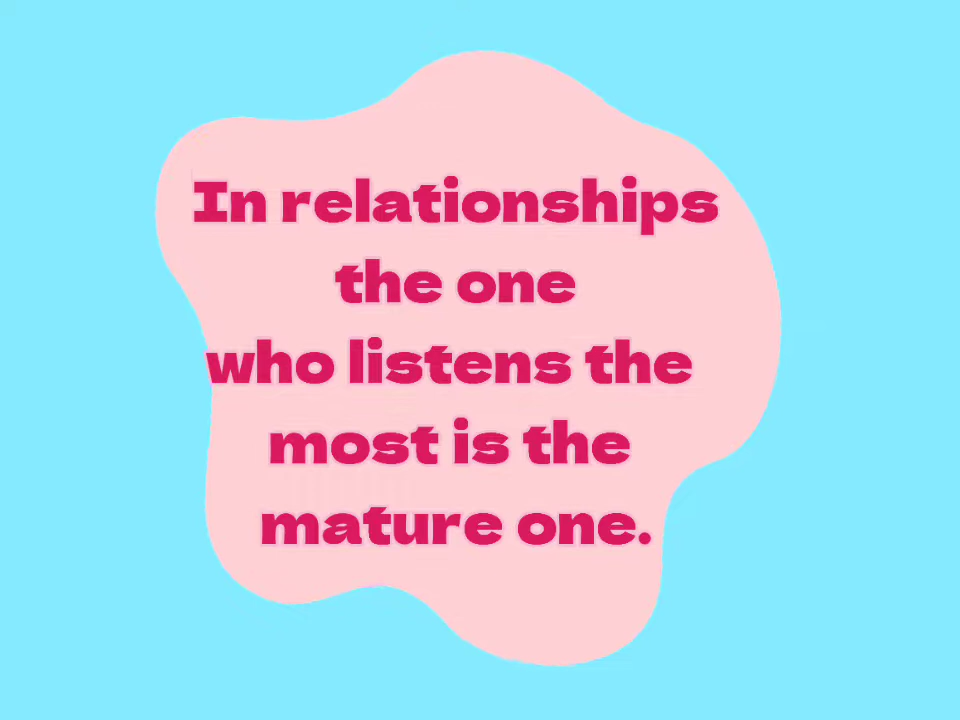 In relationships
the one
who listens the
most is the
mature one.